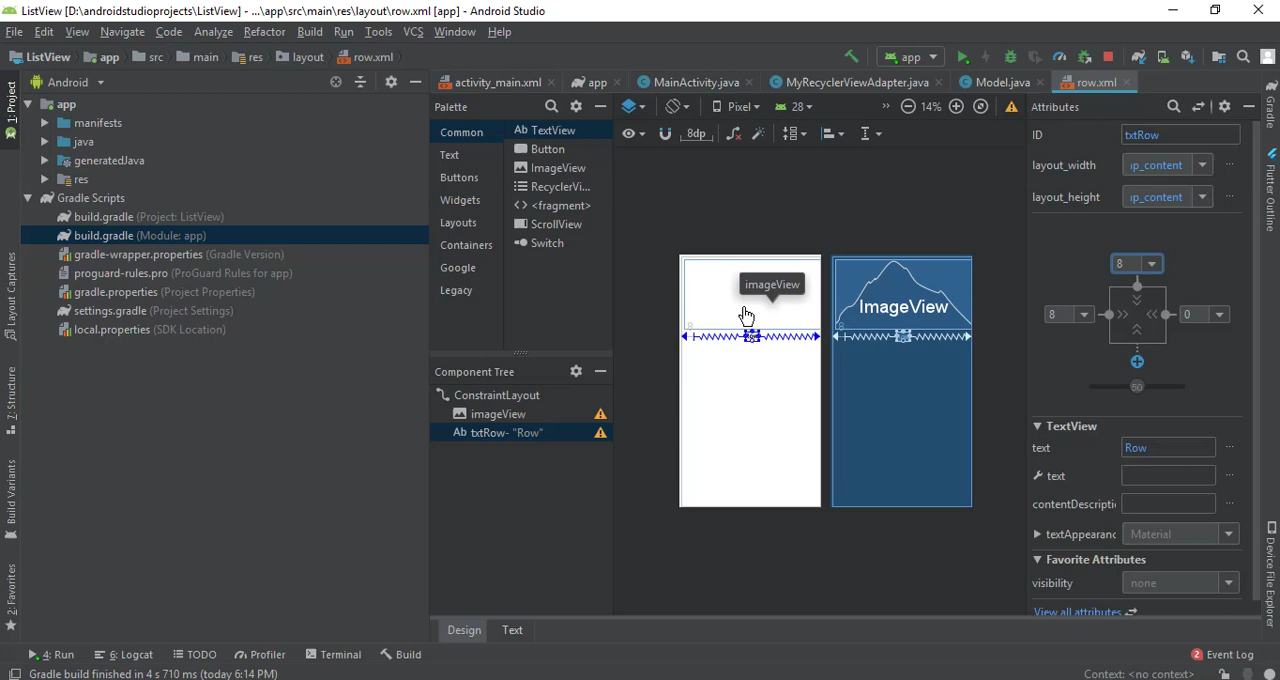 ListView [D:\androidstudioprojects\ListView] - ...\app\src\main\res\layout\row.xml [app] - Android Studio
File Edit View Navigate Code Analyze Refactor Build Run Tools VCS Window Help
ListView app src main res layout row.xml app
1: Project
Android
activity_main.xml app MainActivity.java MyRecyclerViewAdapter.java Model.java row.xml
app
manifests
java
generatedJava
res
Gradle Scripts
build.gradle (Project: ListView)
build.gradle (Module: app)
gradle-wrapper.properties (Gradle Version)
proguard-rules.pro (ProGuard Rules for app)
gradle.properties (Project Properties)
settings.gradle (Project Settings)
local.properties (SDK Location)
Layout Captures
7: Structure
Build Variants
2: Favorites
Palette
Common
Text
Buttons
Widgets
Layouts
Containers
Google
Legacy
Ab TextView
Button
ImageView
RecyclerVi...
<> <fragment>
ScrollView
Switch
Component Tree
ConstraintLayout
imageView
Ab txtRow- "Row"
Pixel 28 » 14%
8dp
imageView
8
ImageView
8
Attributes
ID txtRow
layout_width ıp_content ...
layout_height ıp_content ...
8
8 0
50
TextView
text Row ...
text ...
contentDescripti ...
textAppearanc Material
Favorite Attributes
visibility none
View all attributes
Gradle
Flutter Outline
Device File Explorer
Design Text
4: Run 6: Logcat TODO Profiler Terminal Build 2 Event Log
Gradle build finished in 4 s 710 ms (today 6:14 PM) Context: <no context>